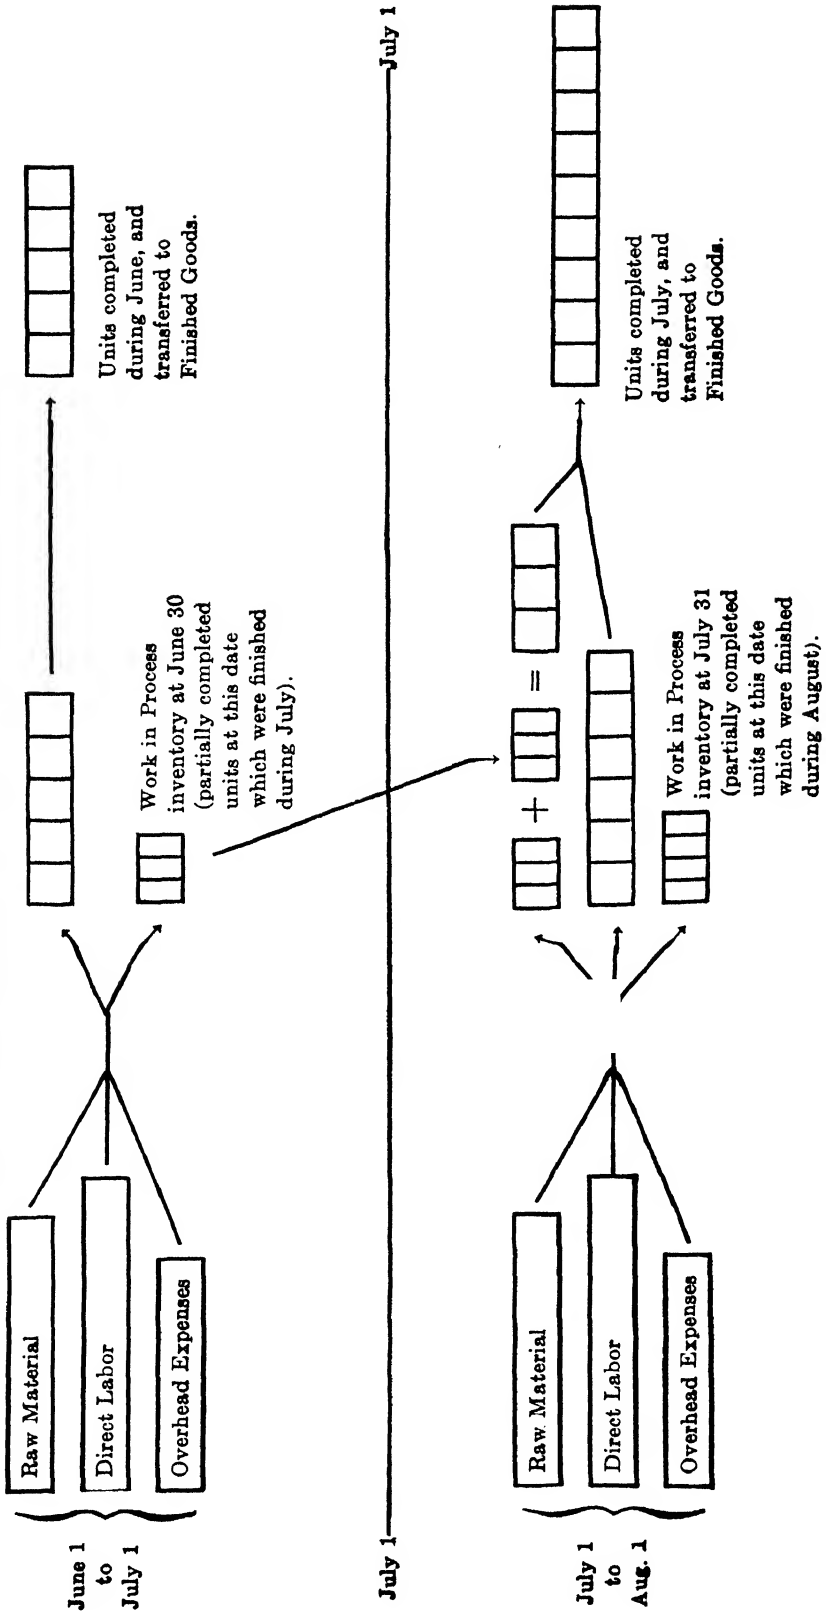 June 1
to
July 1
Raw Material
Direct Labor
Overhead Expenses
Work in Process
inventory at June 30
(partially completed
units at this date
which were finished
during July).
Units completed
during June, and
transferred to
Finished Goods.
July 1
July 1
July 1
to
Aug. 1
Raw Material
Direct Labor
Overhead Expenses
+
=
Work in Process
inventory at July 31
(partially completed
units at this date
which were finished
during August).
Units completed
during July, and
transferred to
Finished Goods.